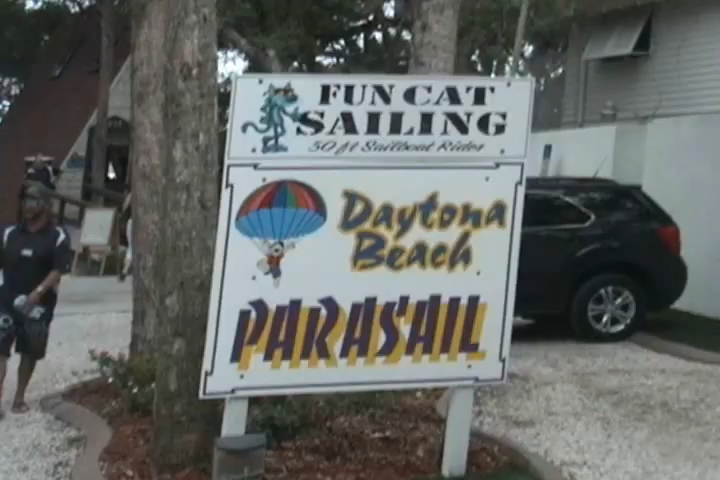 FUN CAT
SAILING
50 ft Sailboat Rides
Daytona
Beach
PARASAIL